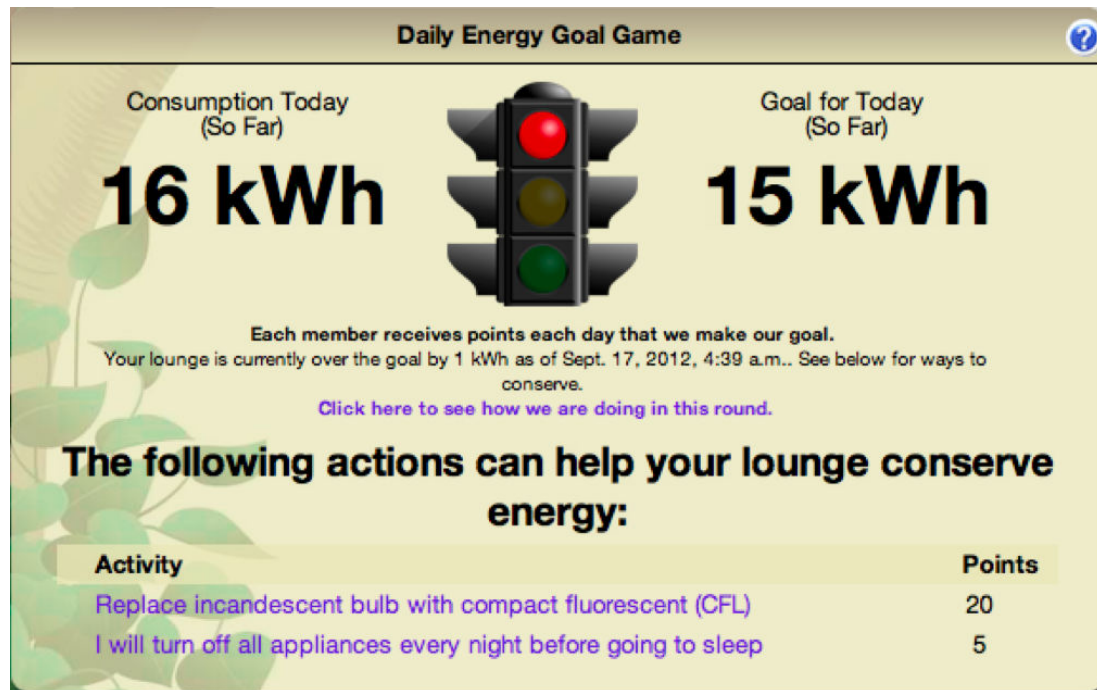 Daily Energy Goal Game
?
Consumption Today
(So Far)
16 kWh
Goal for Today
(So Far)
15 kWh
Each member receives points each day that we make our goal.
Your lounge is currently over the goal by 1 kWh as of Sept. 17, 2012, 4:39 a.m.. See below for ways to
conserve.
Click here to see how we are doing in this round.
The following actions can help your lounge conserve
energy:
Activity Points
Replace incandescent bulb with compact fluorescent (CFL) 20
I will turn off all appliances every night before going to sleep 5